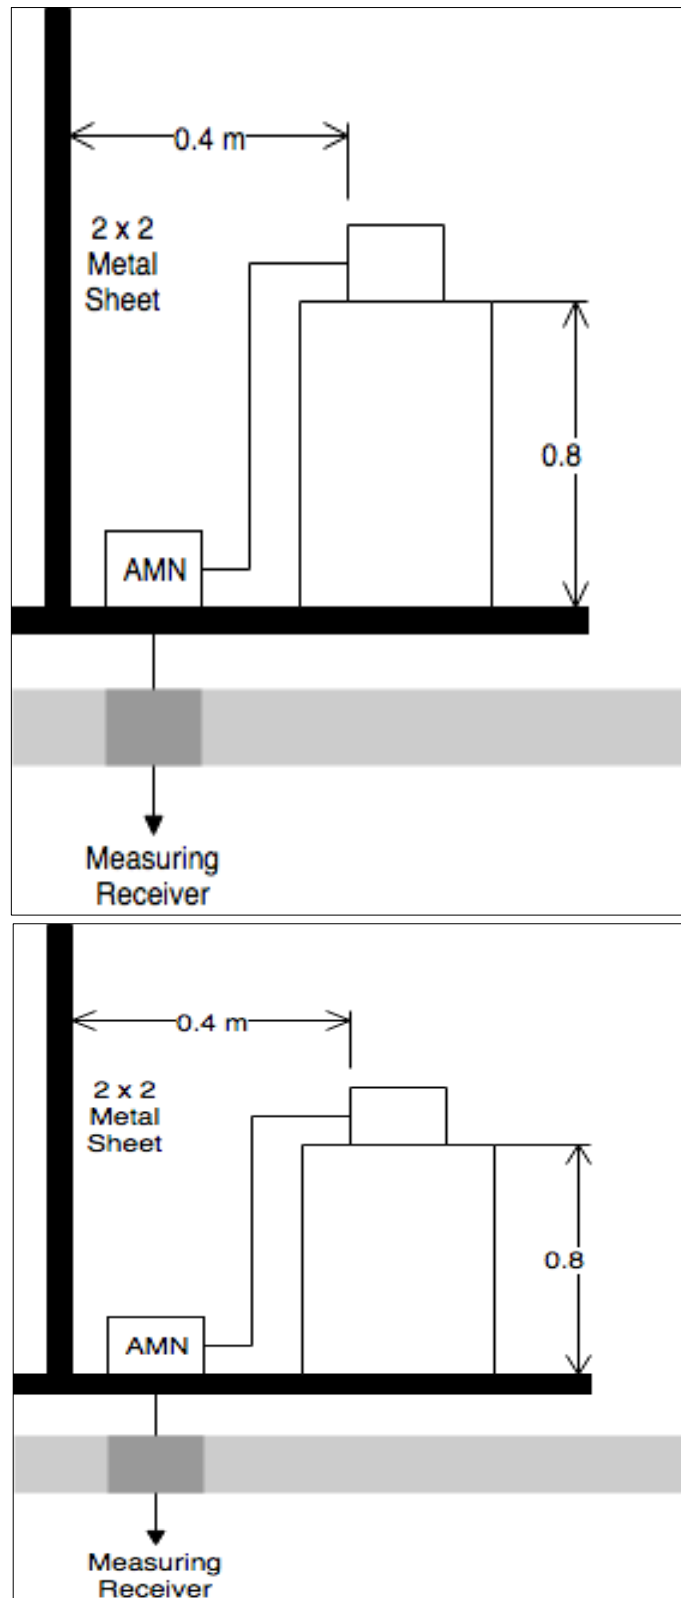 0.4 m
2 x 2
Metal
Sheet
0.8
AMN
Measuring
Receiver
0.4 m
2 x 2
Metal
Sheet
0.8
AMN
Measuring
Receiver